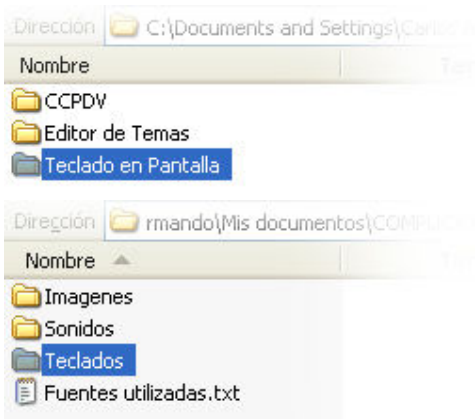 Dirección C:\Documents and Settings\
Nombre
CCPDV
Editor de Temas
Teclado en Pantalla
Dirección rmando\Mis documentos\COMPL
Nombre
Imagenes
Sonidos
Teclados
Fuentes utilizadas.txt